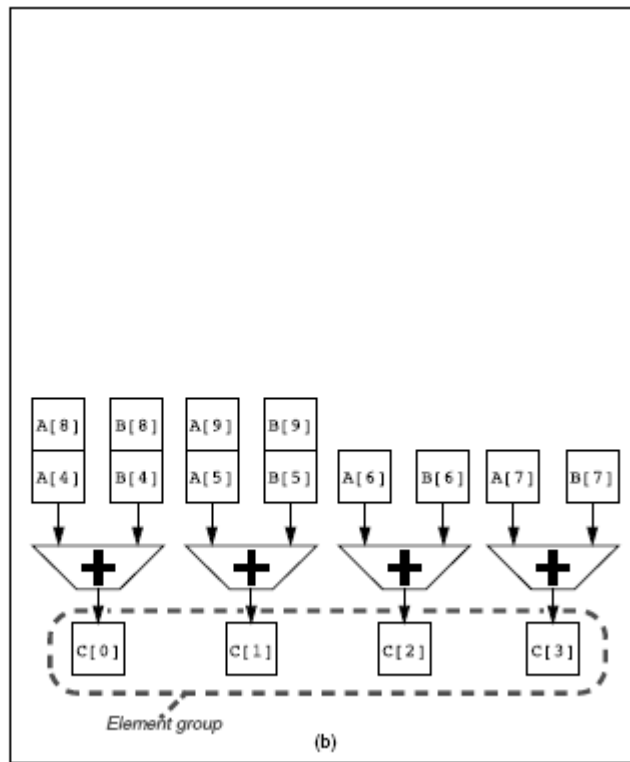 A[8] B[8] A[9] B[9]
A[4] B[4] A[5] B[5] A[6] B[6] A[7] B[7]
+ + + +
C[0] C[1] C[2] C[3]
Element group
(b)